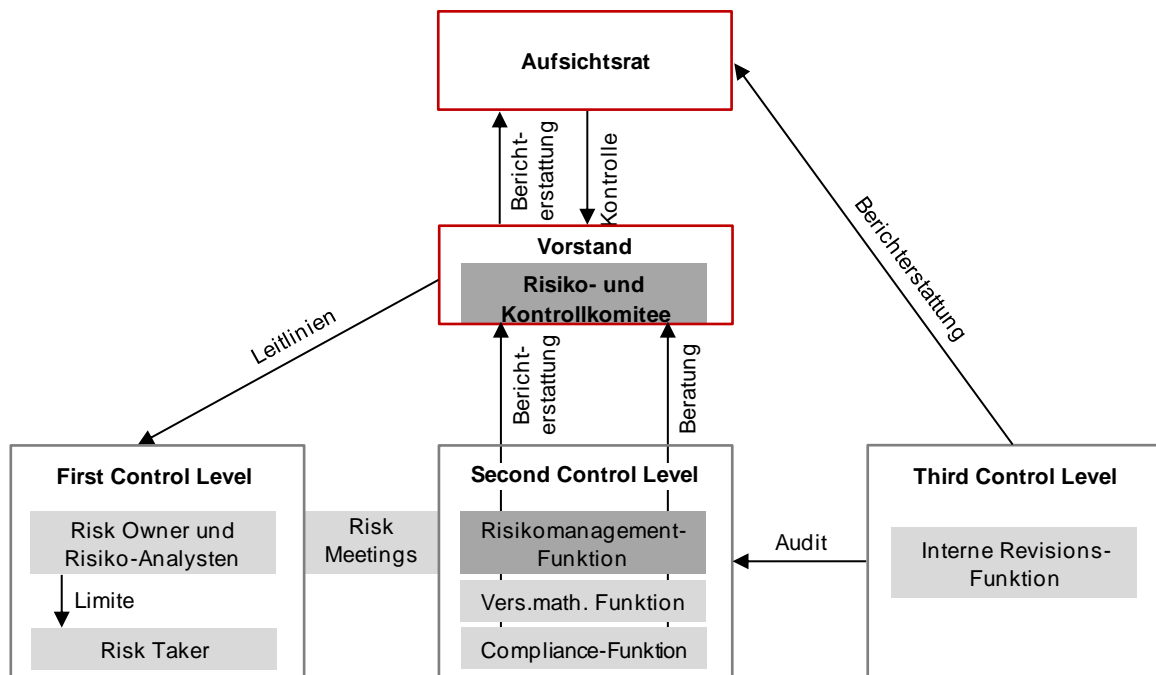 Aufsichtsrat
Bericht-
erstattung
Kontrolle
Berichterstattung
Vorstand
Risiko- und
Kontrollkomitee
Leitlinien
Bericht-
erstattung
Beratung
First Control Level
Risk Owner und
Risiko-Analysten
Limite
Risk Taker
Risk
Meetings
Second Control Level
Risikomanagement-
Funktion
Vers.math. Funktion
Compliance-Funktion
Audit
Third Control Level
Interne Revisions-
Funktion